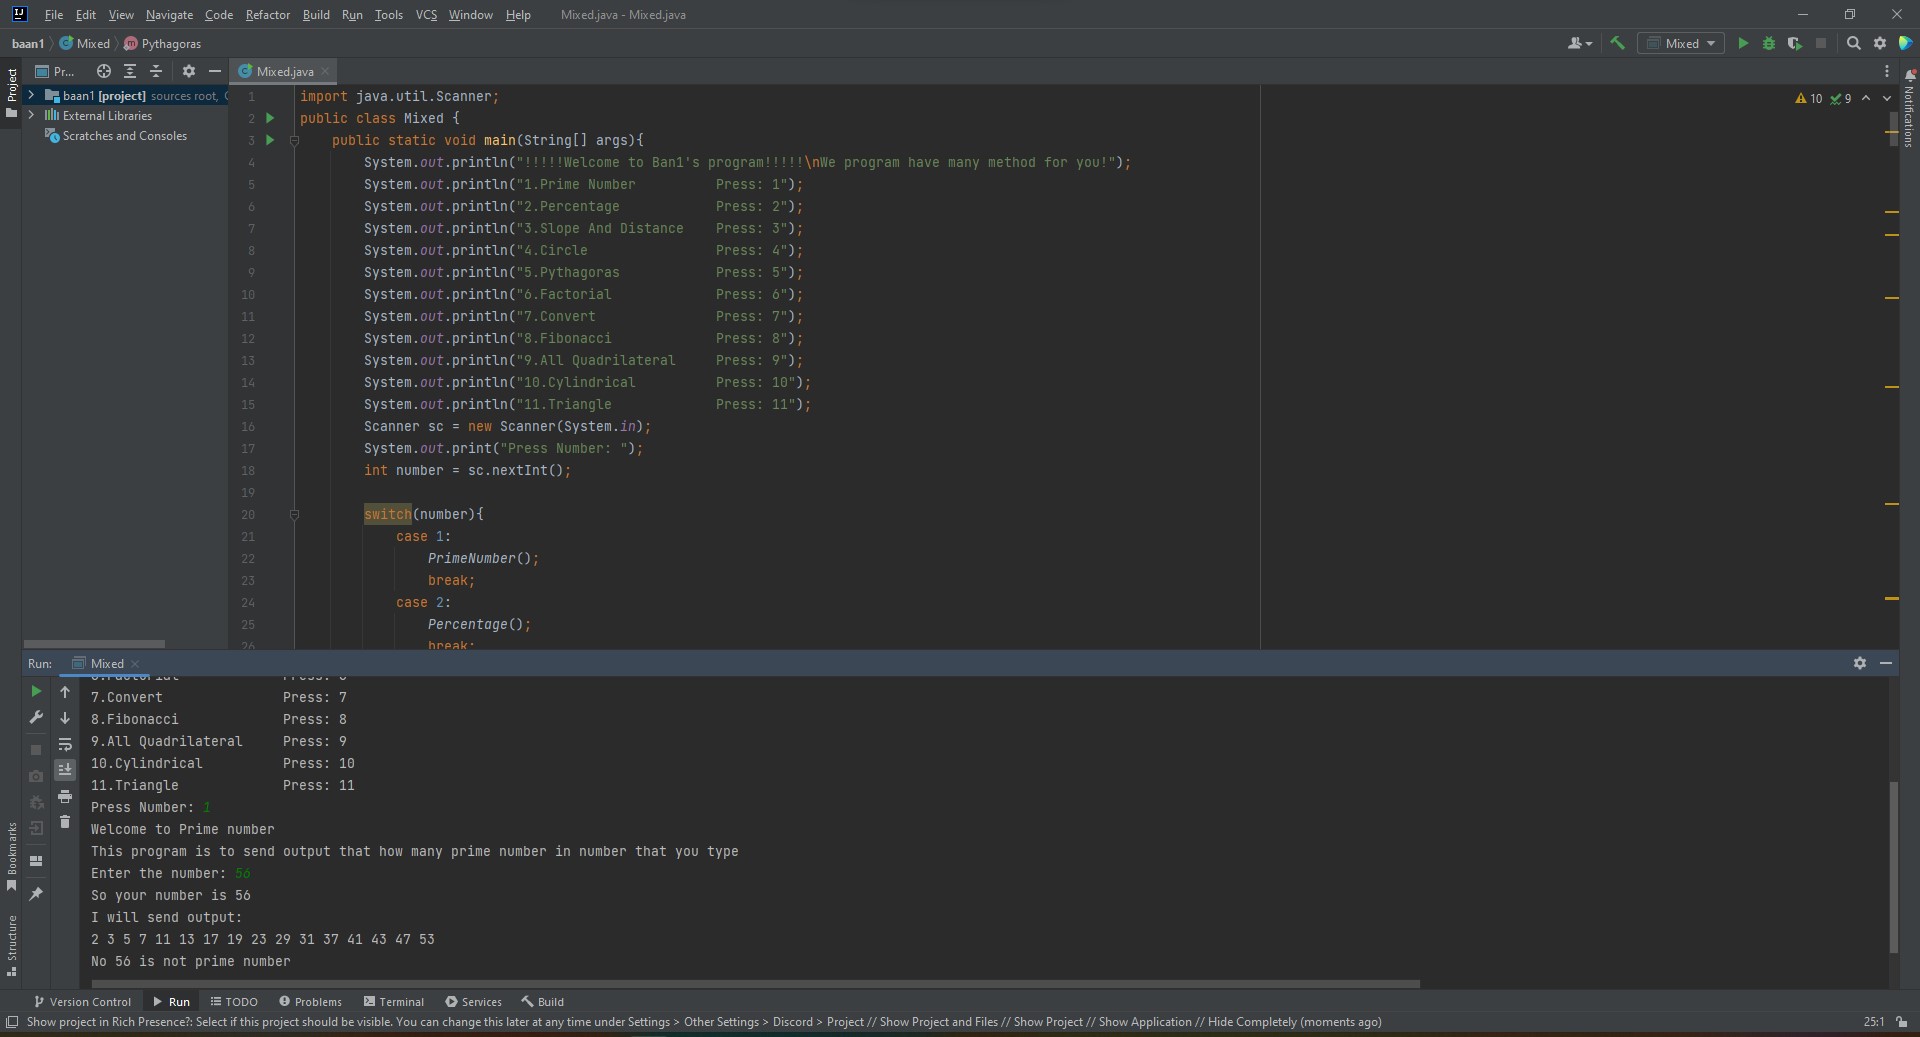 File Edit View Navigate Code Refactor Build Run Tools VCS Window Help Mixed.java - Mixed.java
baan1 Mixed Pythagoras Mixed
Project
Pr... Mixed.java
baan1 [project] sources root,
External Libraries
Scratches and Consoles
10 9
Notifications
1 import java.util.Scanner;
2 public class Mixed {
3 public static void main(String[] args){
4 System.out.println("!!!!!Welcome to Ban1's program!!!!!\nWe program have many method for you!");
5 System.out.println("1.Prime Number          Press: 1");
6 System.out.println("2.Percentage            Press: 2");
7 System.out.println("3.Slope And Distance    Press: 3");
8 System.out.println("4.Circle                Press: 4");
9 System.out.println("5.Pythagoras            Press: 5");
10 System.out.println("6.Factorial             Press: 6");
11 System.out.println("7.Convert               Press: 7");
12 System.out.println("8.Fibonacci             Press: 8");
13 System.out.println("9.All Quadrilateral     Press: 9");
14 System.out.println("10.Cylindrical          Press: 10");
15 System.out.println("11.Triangle             Press: 11");
16 Scanner sc = new Scanner(System.in);
17 System.out.print("Press Number: ");
18 int number = sc.nextInt();
19
20 switch(number){
21 case 1:
22 PrimeNumber();
23 break;
24 case 2:
25 Percentage();
26 break;
Run: Mixed
6.Factorial             Press: 6
7.Convert               Press: 7
8.Fibonacci             Press: 8
9.All Quadrilateral     Press: 9
10.Cylindrical          Press: 10
11.Triangle             Press: 11
Press Number: 1
Welcome to Prime number
This program is to send output that how many prime number in number that you type
Enter the number: 56
So your number is 56
I will send output:
2 3 5 7 11 13 17 19 23 29 31 37 41 43 47 53
No 56 is not prime number
Bookmarks
Structure
Version Control Run TODO Problems Terminal Services Build
Show project in Rich Presence?: Select if this project should be visible. You can change this later at any time under Settings > Other Settings > Discord > Project // Show Project and Files // Show Project // Show Application // Hide Completely (moments ago) 25:1